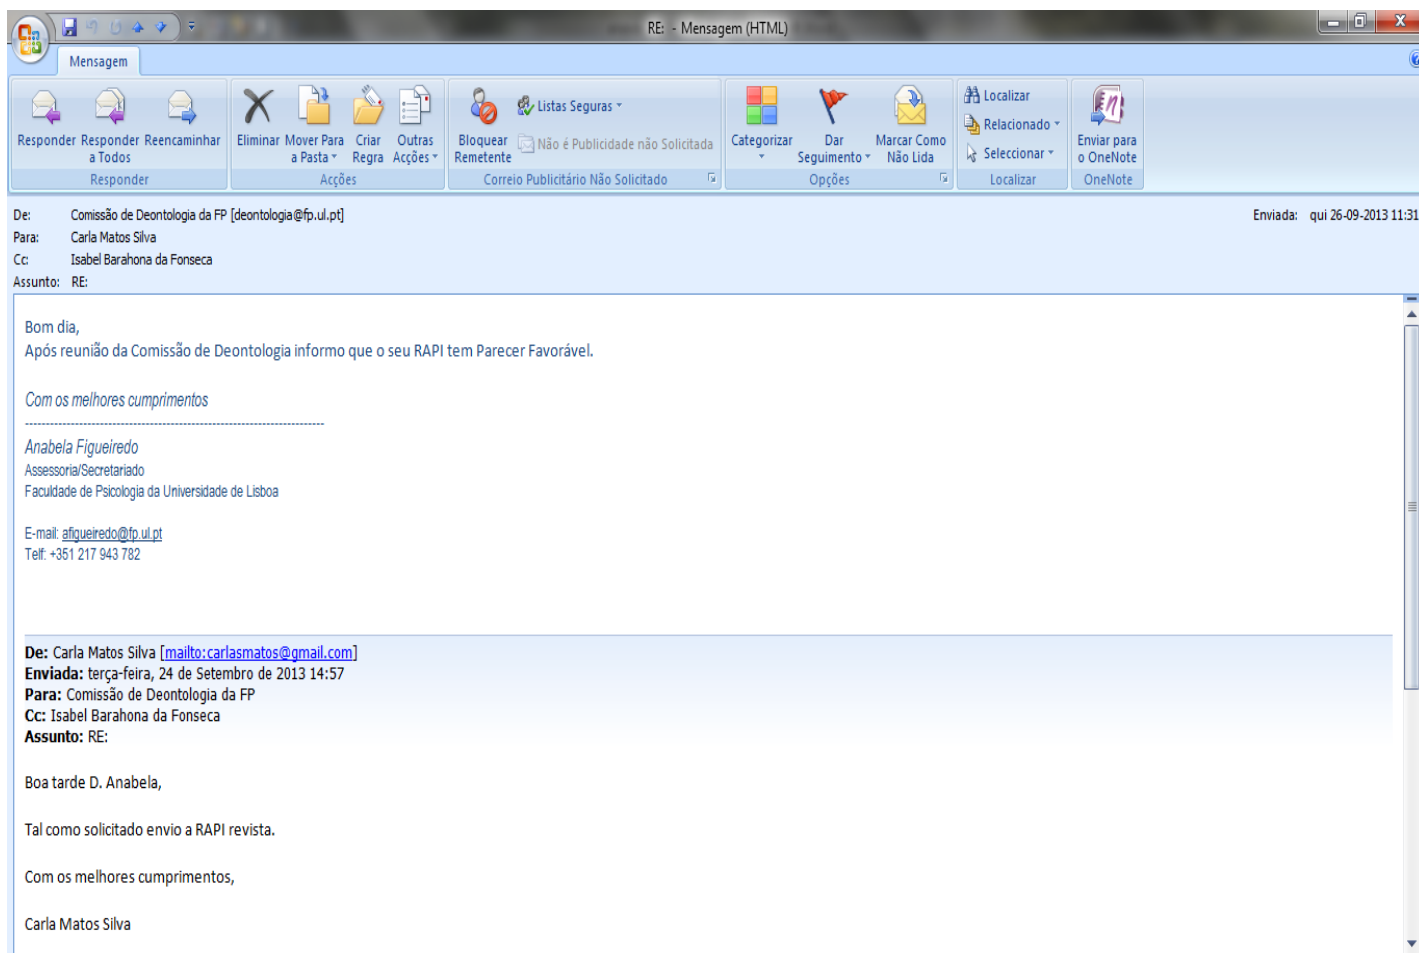 RE: - Mensagem (HTML)
Mensagem
Responder Responder a Todos Reencaminhar
Responder
Eliminar Mover Para a Pasta Criar Regra Outras Acções
Acções
Bloquear Remetente Listas Seguras
Não é Publicidade não Solicitada
Correio Publicitário Não Solicitado
Categorizar Dar Seguimento Marcar Como Não Lida
Opções
Localizar
Relacionado
Seleccionar
Localizar
Enviar para o OneNote
OneNote
De: Comissão de Deontologia da FP [deontologia@fp.ul.pt] Enviada: qui 26-09-2013 11:31
Para: Carla Matos Silva
Cc: Isabel Barahona da Fonseca
Assunto: RE:
Bom dia,
Após reunião da Comissão de Deontologia informo que o seu RAPI tem Parecer Favorável.
Com os melhores cumprimentos
------------------------------------------------------------------------
Anabela Figueiredo
Assessoria/Secretariado
Faculdade de Psicologia da Universidade de Lisboa
E-mail: afigueiredo@fp.ul.pt
Telf: +351 217 943 782
De: Carla Matos Silva [mailto:carlasmatos@gmail.com]
Enviada: terça-feira, 24 de Setembro de 2013 14:57
Para: Comissão de Deontologia da FP
Cc: Isabel Barahona da Fonseca
Assunto: RE:
Boa tarde D. Anabela,
Tal como solicitado envio a RAPI revista.
Com os melhores cumprimentos,
Carla Matos Silva